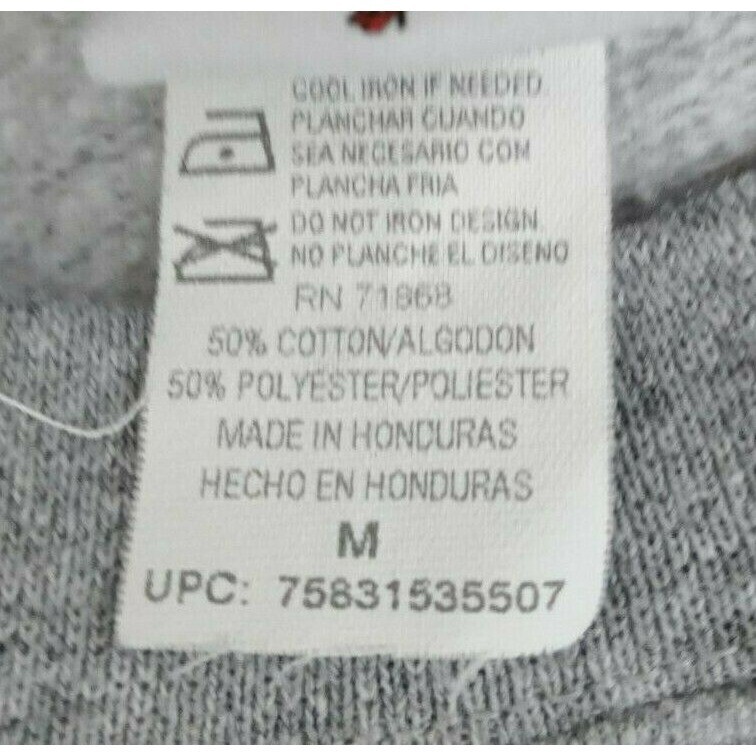 COOL IRON IF NEEDED.
PLANCHAR CUANDO
SEA NECESARIO CON
PLANCHA FRIA
DO NOT IRON DESIGN.
NO PLANCHE EL DISENO
RN 71868
50% COTTON/ALGODON
50% POLYESTER/POLIESTER
MADE IN HONDURAS
HECHO EN HONDURAS
M
UPC: 75831535507